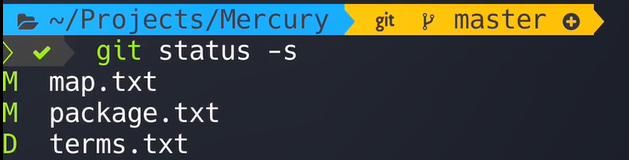 ~/Projects/Mercury git master
git status -s
M map.txt
M package.txt
D terms.txt